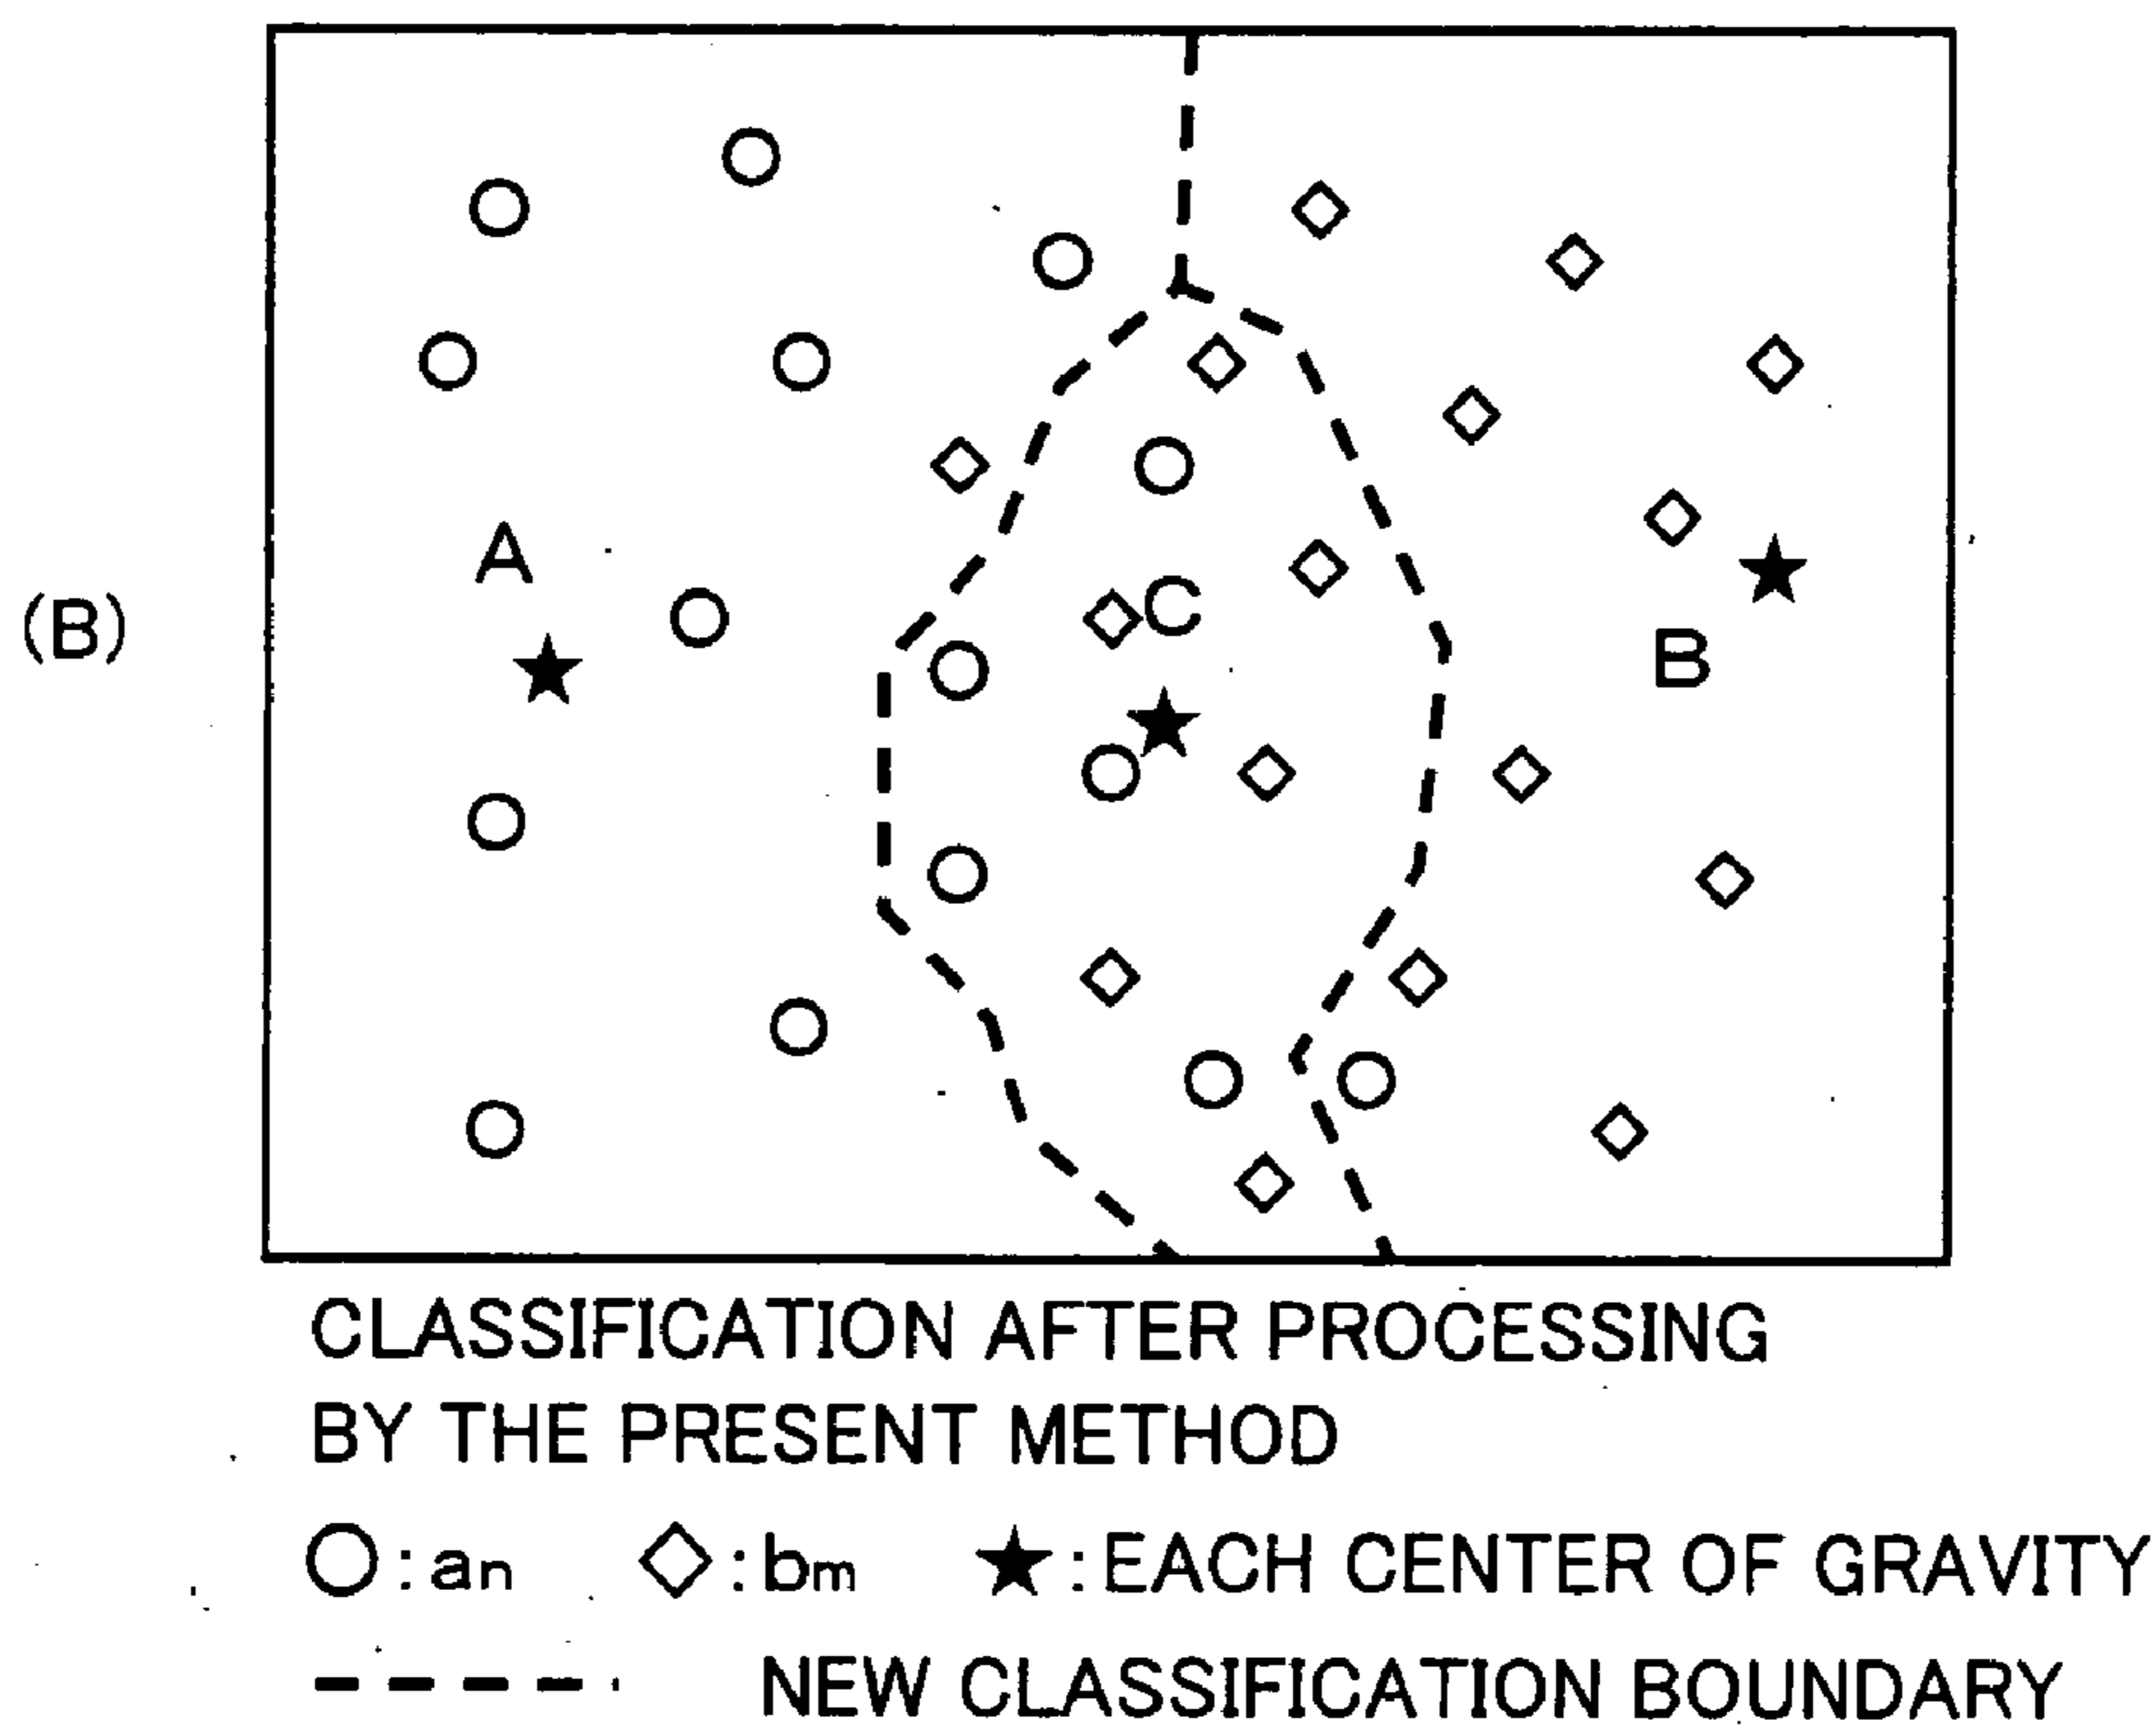 A
C
(B)
B
CLASSIFICATION AFTER PROCESSING
BY THE PRESENT METHOD
:an :bm :EACH CENTER OF GRAVITY
NEW CLASSIFICATION BOUNDARY